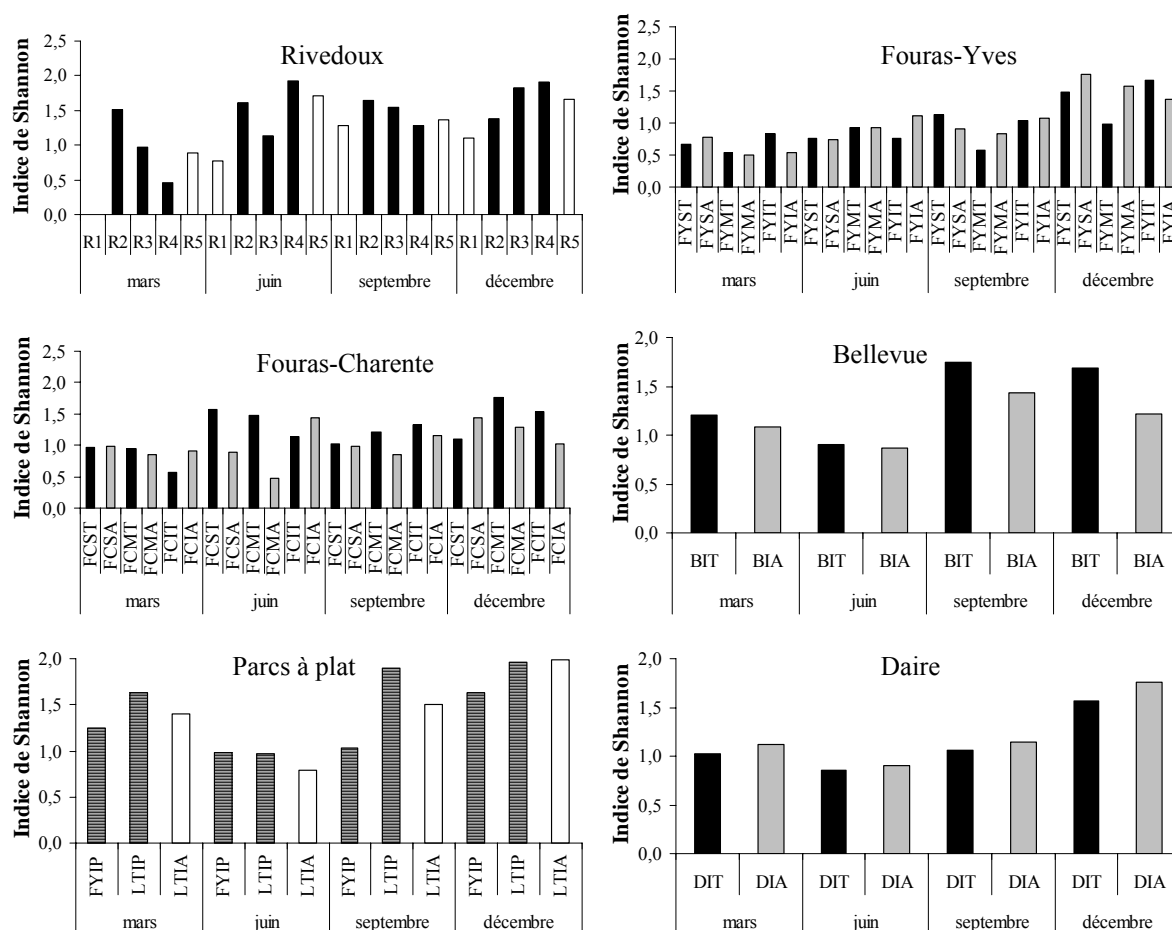 Rivedoux
Indice de Shannon
2,5
2,0
1,5
1,0
0,5
0,0
R1 R2 R3 R4 R5 R1 R2 R3 R4 R5 R1 R2 R3 R4 R5 R1 R2 R3 R4 R5
mars juin septembre décembre
Fouras-Yves
Indice de Shannon
2,5
2,0
1,5
1,0
0,5
0,0
FYST FYSA FYMT FYMA FYIT FYIA FYST FYSA FYMT FYMA FYIT FYIA FYST FYSA FYMT FYMA FYIT FYIA FYST FYSA FYMT FYMA FYIT FYIA
mars juin septembre décembre
Fouras-Charente
Indice de Shannon
2,5
2,0
1,5
1,0
0,5
0,0
FCST FCSA FCMT FCMA FCIT FCIA FCST FCSA FCMT FCMA FCIT FCIA FCST FCSA FCMT FCMA FCIT FCIA FCST FCSA FCMT FCMA FCIT FCIA
mars juin septembre décembre
Bellevue
Indice de Shannon
2,0
1,5
1,0
0,5
0,0
BIT BIA BIT BIA BIT BIA BIT BIA
mars juin septembre décembre
Parcs à plat
Indice de Shannon
2,0
1,5
1,0
0,5
0,0
FYIP LTIP LTIA FYIP LTIP LTIA FYIP LTIP LTIA FYIP LTIP LTIA
mars juin septembre décembre
Daire
Indice de Shannon
2,0
1,5
1,0
0,5
0,0
DIT DIA DIT DIA DIT DIA DIT DIA
mars juin septembre décembre